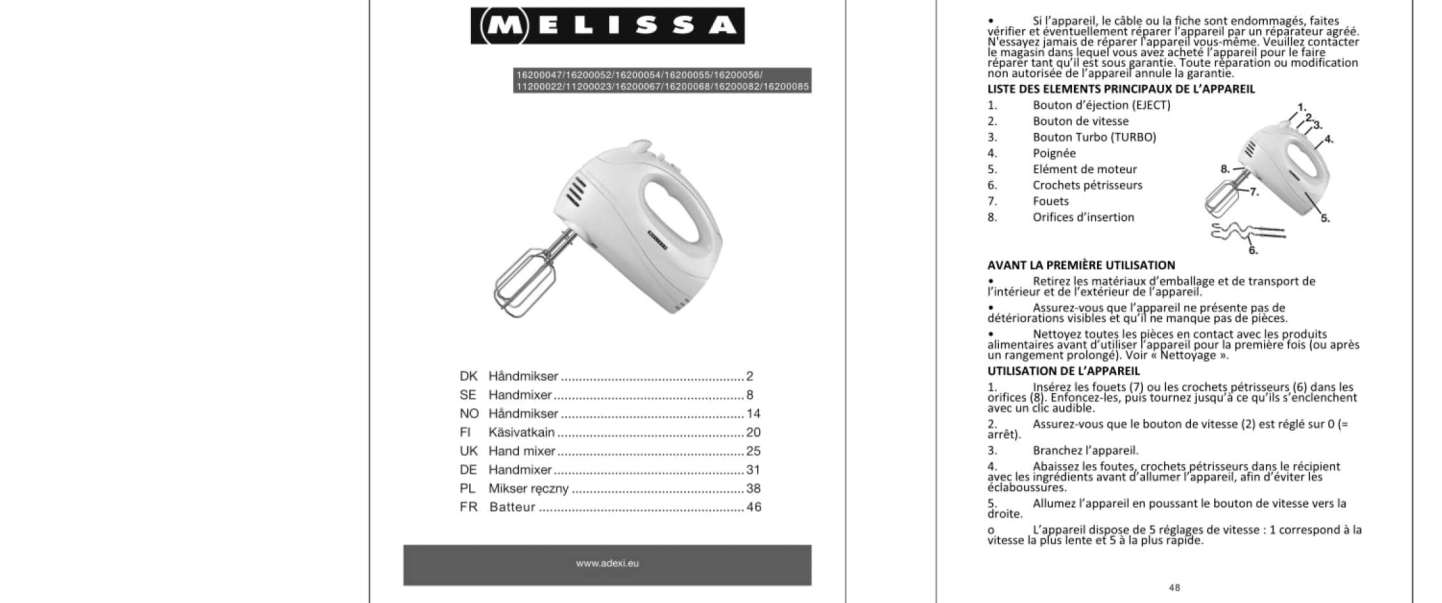 MELISSA
16200047/16200052/16200054/16200055/16200056/
11200022/11200023/16200067/16200068/16200082/16200085
DK Håndmikser ................................................... 2
SE Handmixer ..................................................... 8
NO Håndmikser ................................................... 14
FI Käsivatkain .................................................... 20
UK Hand mixer ..................................................... 25
DE Handmixer ..................................................... 31
PL Mikser ręczny ................................................ 38
FR Batteur ......................................................... 46
www.adexi.eu
• Si l’appareil, le câble ou la fiche sont endommagés, faites
vérifier et éventuellement réparer l’appareil par un réparateur agréé.
N'essayez jamais de réparer l'appareil vous-même. Veuillez contacter
le magasin dans lequel vous avez acheté l’appareil pour le faire
réparer tant qu’il est sous garantie. Toute réparation ou modification
non autorisée de l’appareil annule la garantie.
LISTE DES ELEMENTS PRINCIPAUX DE L’APPAREIL
1. Bouton d’éjection (EJECT)
2. Bouton de vitesse
3. Bouton Turbo (TURBO)
4. Poignée
5. Elément de moteur
6. Crochets pétrisseurs
7. Fouets
8. Orifices d’insertion
1.
2.
3.
4.
8.
7.
5.
6.
AVANT LA PREMIÈRE UTILISATION
• Retirez les matériaux d’emballage et de transport de
l’intérieur et de l’extérieur de l’appareil.
• Assurez-vous que l’appareil ne présente pas de
détériorations visibles et qu’il ne manque pas de pièces.
• Nettoyez toutes les pièces en contact avec les produits
alimentaires avant d’utiliser l’appareil pour la première fois (ou après
un rangement prolongé). Voir « Nettoyage ».
UTILISATION DE L’APPAREIL
1. Insérez les fouets (7) ou les crochets pétrisseurs (6) dans les
orifices (8). Enfoncez-les, puis tournez jusqu’à ce qu’ils s’enclenchent
avec un clic audible.
2. Assurez-vous que le bouton de vitesse (2) est réglé sur 0 (=
arrêt).
3. Branchez l’appareil.
4. Abaissez les foutes, crochets pétrisseurs dans le récipient
avec les ingrédients avant d’allumer l’appareil, afin d’éviter les
éclaboussures.
5. Allumez l’appareil en poussant le bouton de vitesse vers la
droite.
o L’appareil dispose de 5 réglages de vitesse : 1 correspond à la
vitesse la plus lente et 5 à la plus rapide.
48